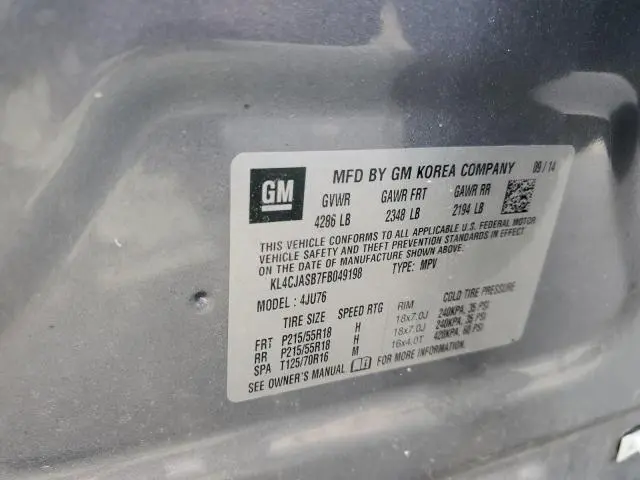 GM
MFD BY GM KOREA COMPANY 09/14
GVWR GAWR FRT GAWR RR
4286 LB 2348 LB 2194 LB
THIS VEHICLE CONFORMS TO ALL APPLICABLE U.S. FEDERAL MOTOR
VEHICLE SAFETY AND THEFT PREVENTION STANDARDS IN EFFECT
ON THE DATE OF MANUFACTURE SHOWN ABOVE.
KL4CJASB7FB049198 TYPE: MPV
MODEL: 4JU76
TIRE SIZE SPEED RTG RIM COLD TIRE PRESSURE
FRT P215/55R18 H 18x7.0J 240KPA, 35 PSI
RR P215/55R18 H 18x7.0J 240KPA, 35 PSI
SPA T125/70R16 M 16x4.0T 420KPA, 60 PSI
SEE OWNER'S MANUAL FOR MORE INFORMATION.